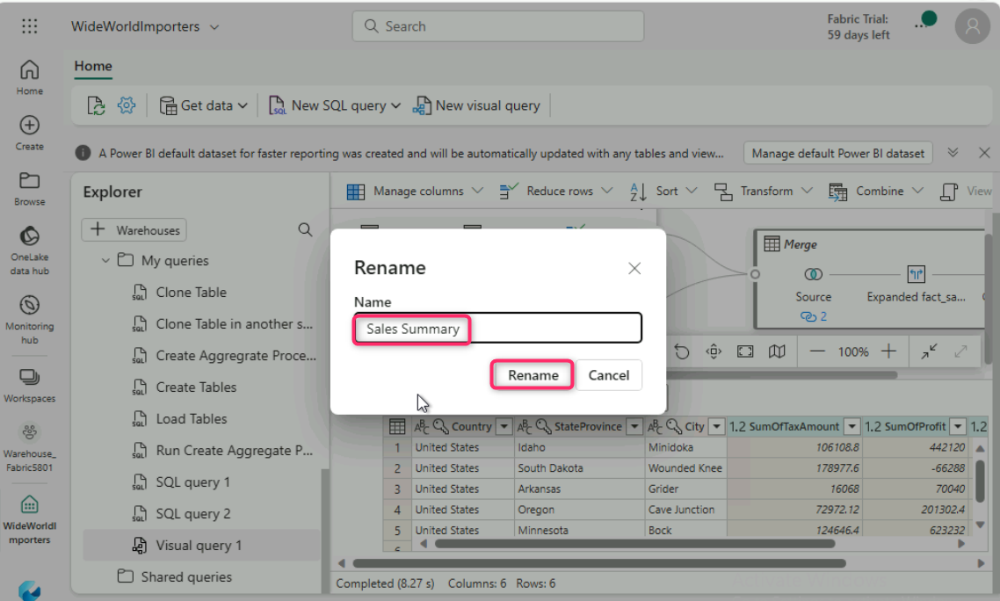 WideWorldImporters
Search
Fabric Trial:
59 days left
Home
Create
Browse
OneLake
data hub
Monitoring
hub
Workspaces
Warehouse_
Fabric5801
WideWorldI
mporters
Home
Get data
SQL
New SQL query
New visual query
A Power BI default dataset for faster reporting was created and will be automatically updated with any tables and view...
Manage default Power BI dataset
Explorer
Warehouses
My queries
Clone Table
Clone Table in another s...
Create Aggregrate Proce...
Create Tables
Load Tables
Run Create Aggregate P...
SQL query 1
SQL query 2
Visual query 1
Shared queries
Manage columns
Reduce rows
Sort
Transform
Combine
View
Merge
Source
Expanded fact_sa...
2
100%
Rename
Name
Sales Summary
Rename
Cancel
Country StateProvince City 1.2 SumOfTaxAmount 1.2 SumOfProfit 1.2
1 United States Idaho Minidoka 106108.8 442120
2 United States South Dakota Wounded Knee 178977.6 -66288
3 United States Arkansas Grider 16068 70040
4 United States Oregon Cave Junction 72972.12 201302.4
5 United States Minnesota Bock 124646.4 623232
Completed (8.27 s) Columns: 6 Rows: 6